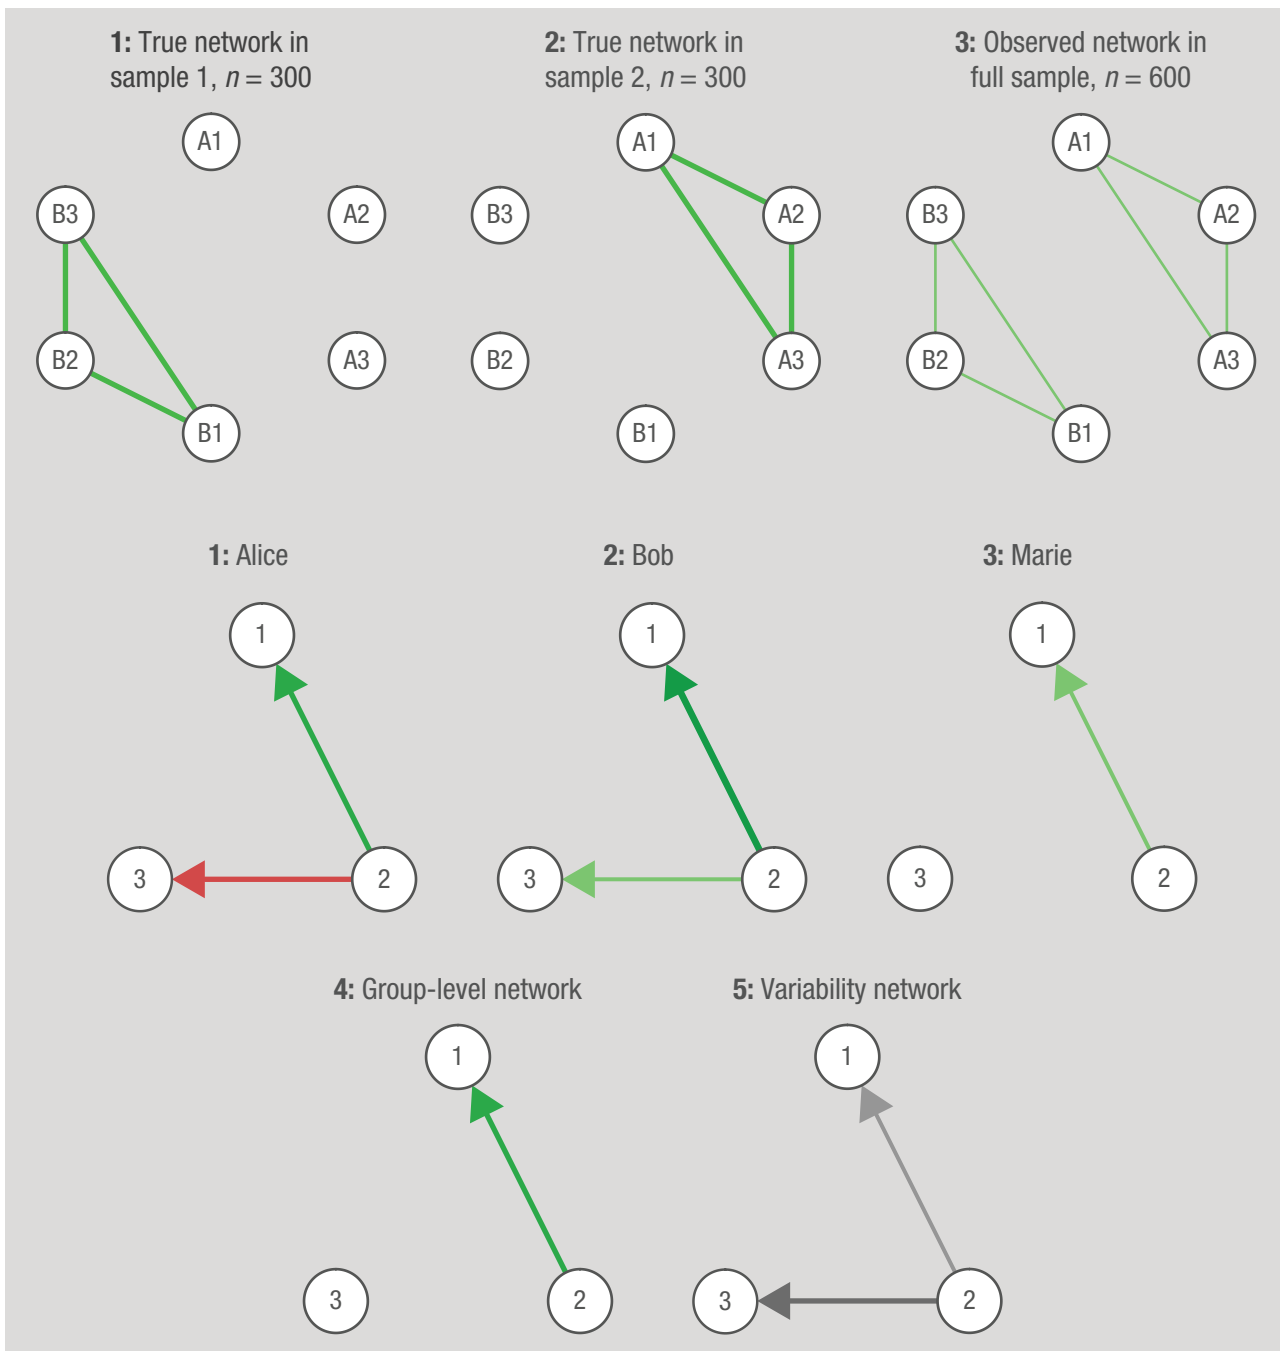 1: True network in
sample 1, n = 300
2: True network in
sample 2, n = 300
3: Observed network in
full sample, n = 600
A1
B3
A2
B2
A3
B1
A1
B3
A2
B2
A3
B1
A1
B3
A2
B2
A3
B1
1: Alice
2: Bob
3: Marie
1
3
2
1
3
2
1
3
2
4: Group-level network
5: Variability network
1
3
2
1
3
2